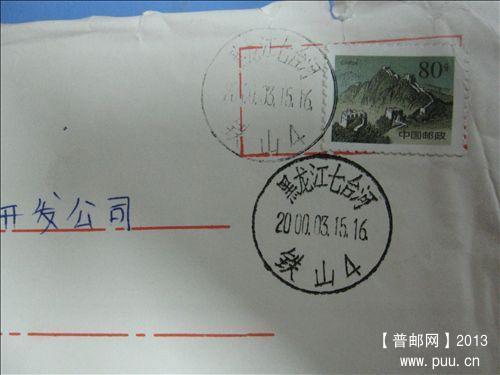 黑龙江七台河
2000.03.15.16.
铁山4
80分
中国邮政
黑龙江七台河
2000.03.15.16.
铁山4
开发公司
【普邮网】2013
www.puu.cn